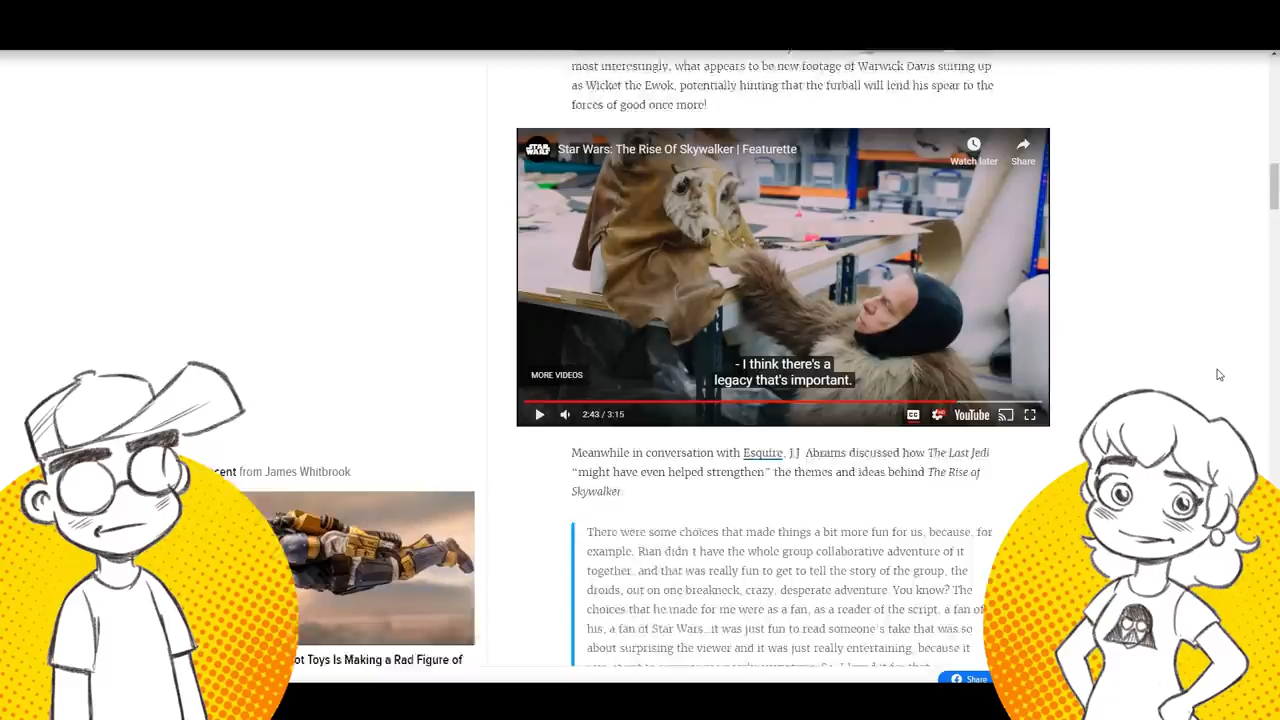 most interestingly, what appears to be new footage of Warwick Davis suiting up
as Wicket the Ewok, potentially hinting that the furball will lend his spear to the
forces of good once more!
STAR WARS
Star Wars: The Rise Of Skywalker | Featurette
Watch later
Share
- I think there's a
legacy that's important.
MORE VIDEOS
2:43 / 3:15
CC
HD
YouTube
Meanwhile in conversation with Esquire, J.J. Abrams discussed how The Last Jedi
“might have even helped strengthen” the themes and ideas behind The Rise of
Skywalker.
cent from James Whitbrook
There were some choices that made things a bit more fun for us, because, for
example, Rian didn't have the whole group collaborative adventure of it
together, and that was really fun to get to tell the story of the group, the
droids, out on one breakneck, crazy, desperate adventure. You know? The
choices that he made for me were as a fan, as a reader of the script, a fan of
his, a fan of Star Wars...it was just fun to read someone's take that was so
about surprising the viewer and it was just really entertaining, because it
ot Toys Is Making a Rad Figure of
Share